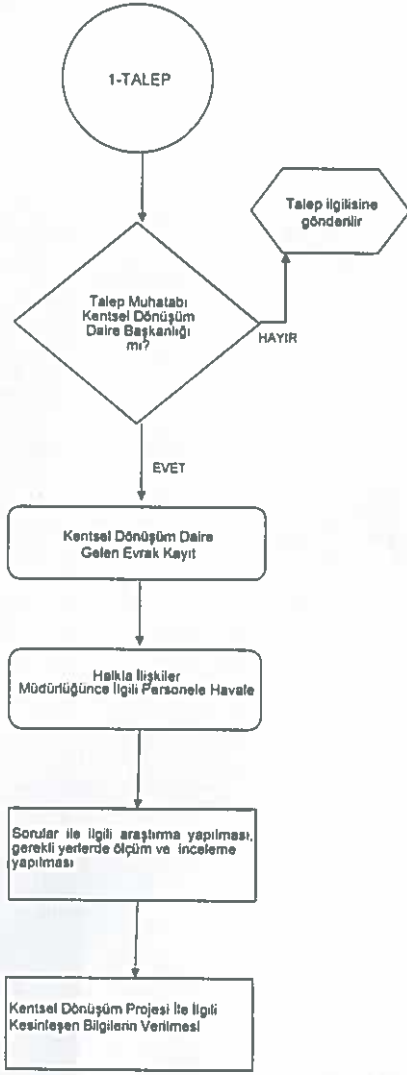 1-TALEP
Talep ilgilisine
gönderilir
Talep Muhatabı
Kentsel Dönüşüm
Daire Başkanlığı
mı?
HAYIR
EVET
Kentsel Dönüşüm Daire
Gelen Evrak Kayıt
Halkla İlişkiler
Müdürlüğünce İlgili Personele Havale
Sorular ile ilgili araştırma yapılması,
gerekli yerlerde ölçüm ve inceleme
yapılması
Kentsel Dönüşüm Projesi İle İlgili
Kesinleşen Bilgilerin Verilmesi